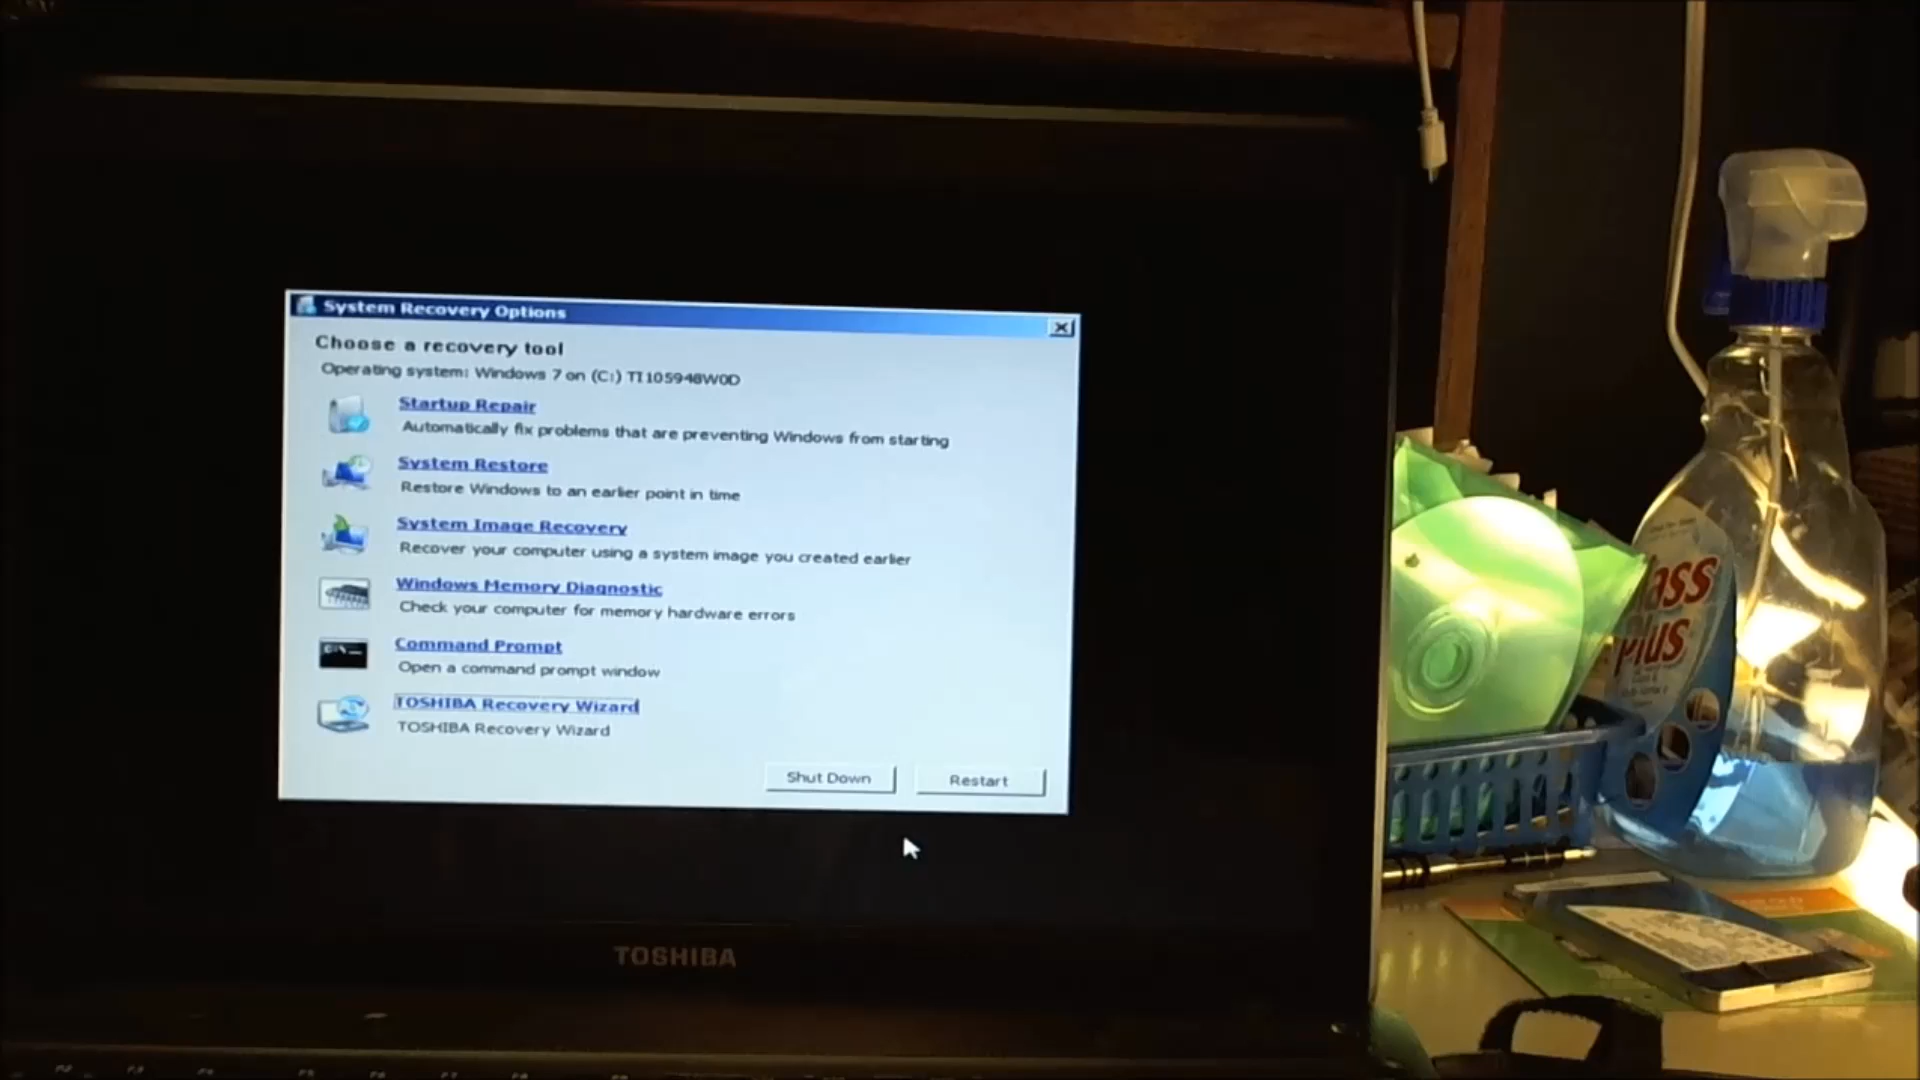 System Recovery Options
Choose a recovery tool
Operating system: Windows 7 on (C:) TI105948W0D
Startup Repair
Automatically fix problems that are preventing Windows from starting
System Restore
Restore Windows to an earlier point in time
System Image Recovery
Recover your computer using a system image you created earlier
Windows Memory Diagnostic
Check your computer for memory hardware errors
Command Prompt
Open a command prompt window
TOSHIBA Recovery Wizard
TOSHIBA Recovery Wizard
Shut Down
Restart
TOSHIBA
Plus